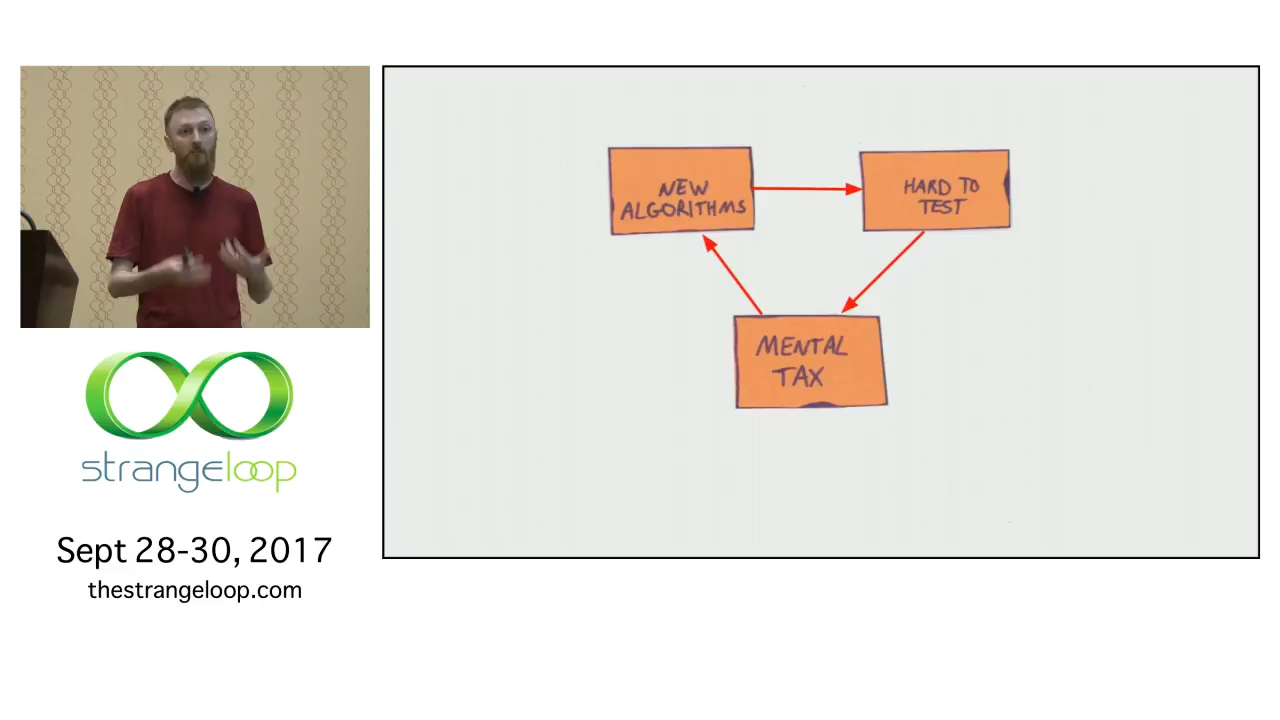 NEW
ALGORITHMS
HARD TO
TEST
MENTAL
TAX
strangeloop
Sept 28-30, 2017
thestrangeloop.com